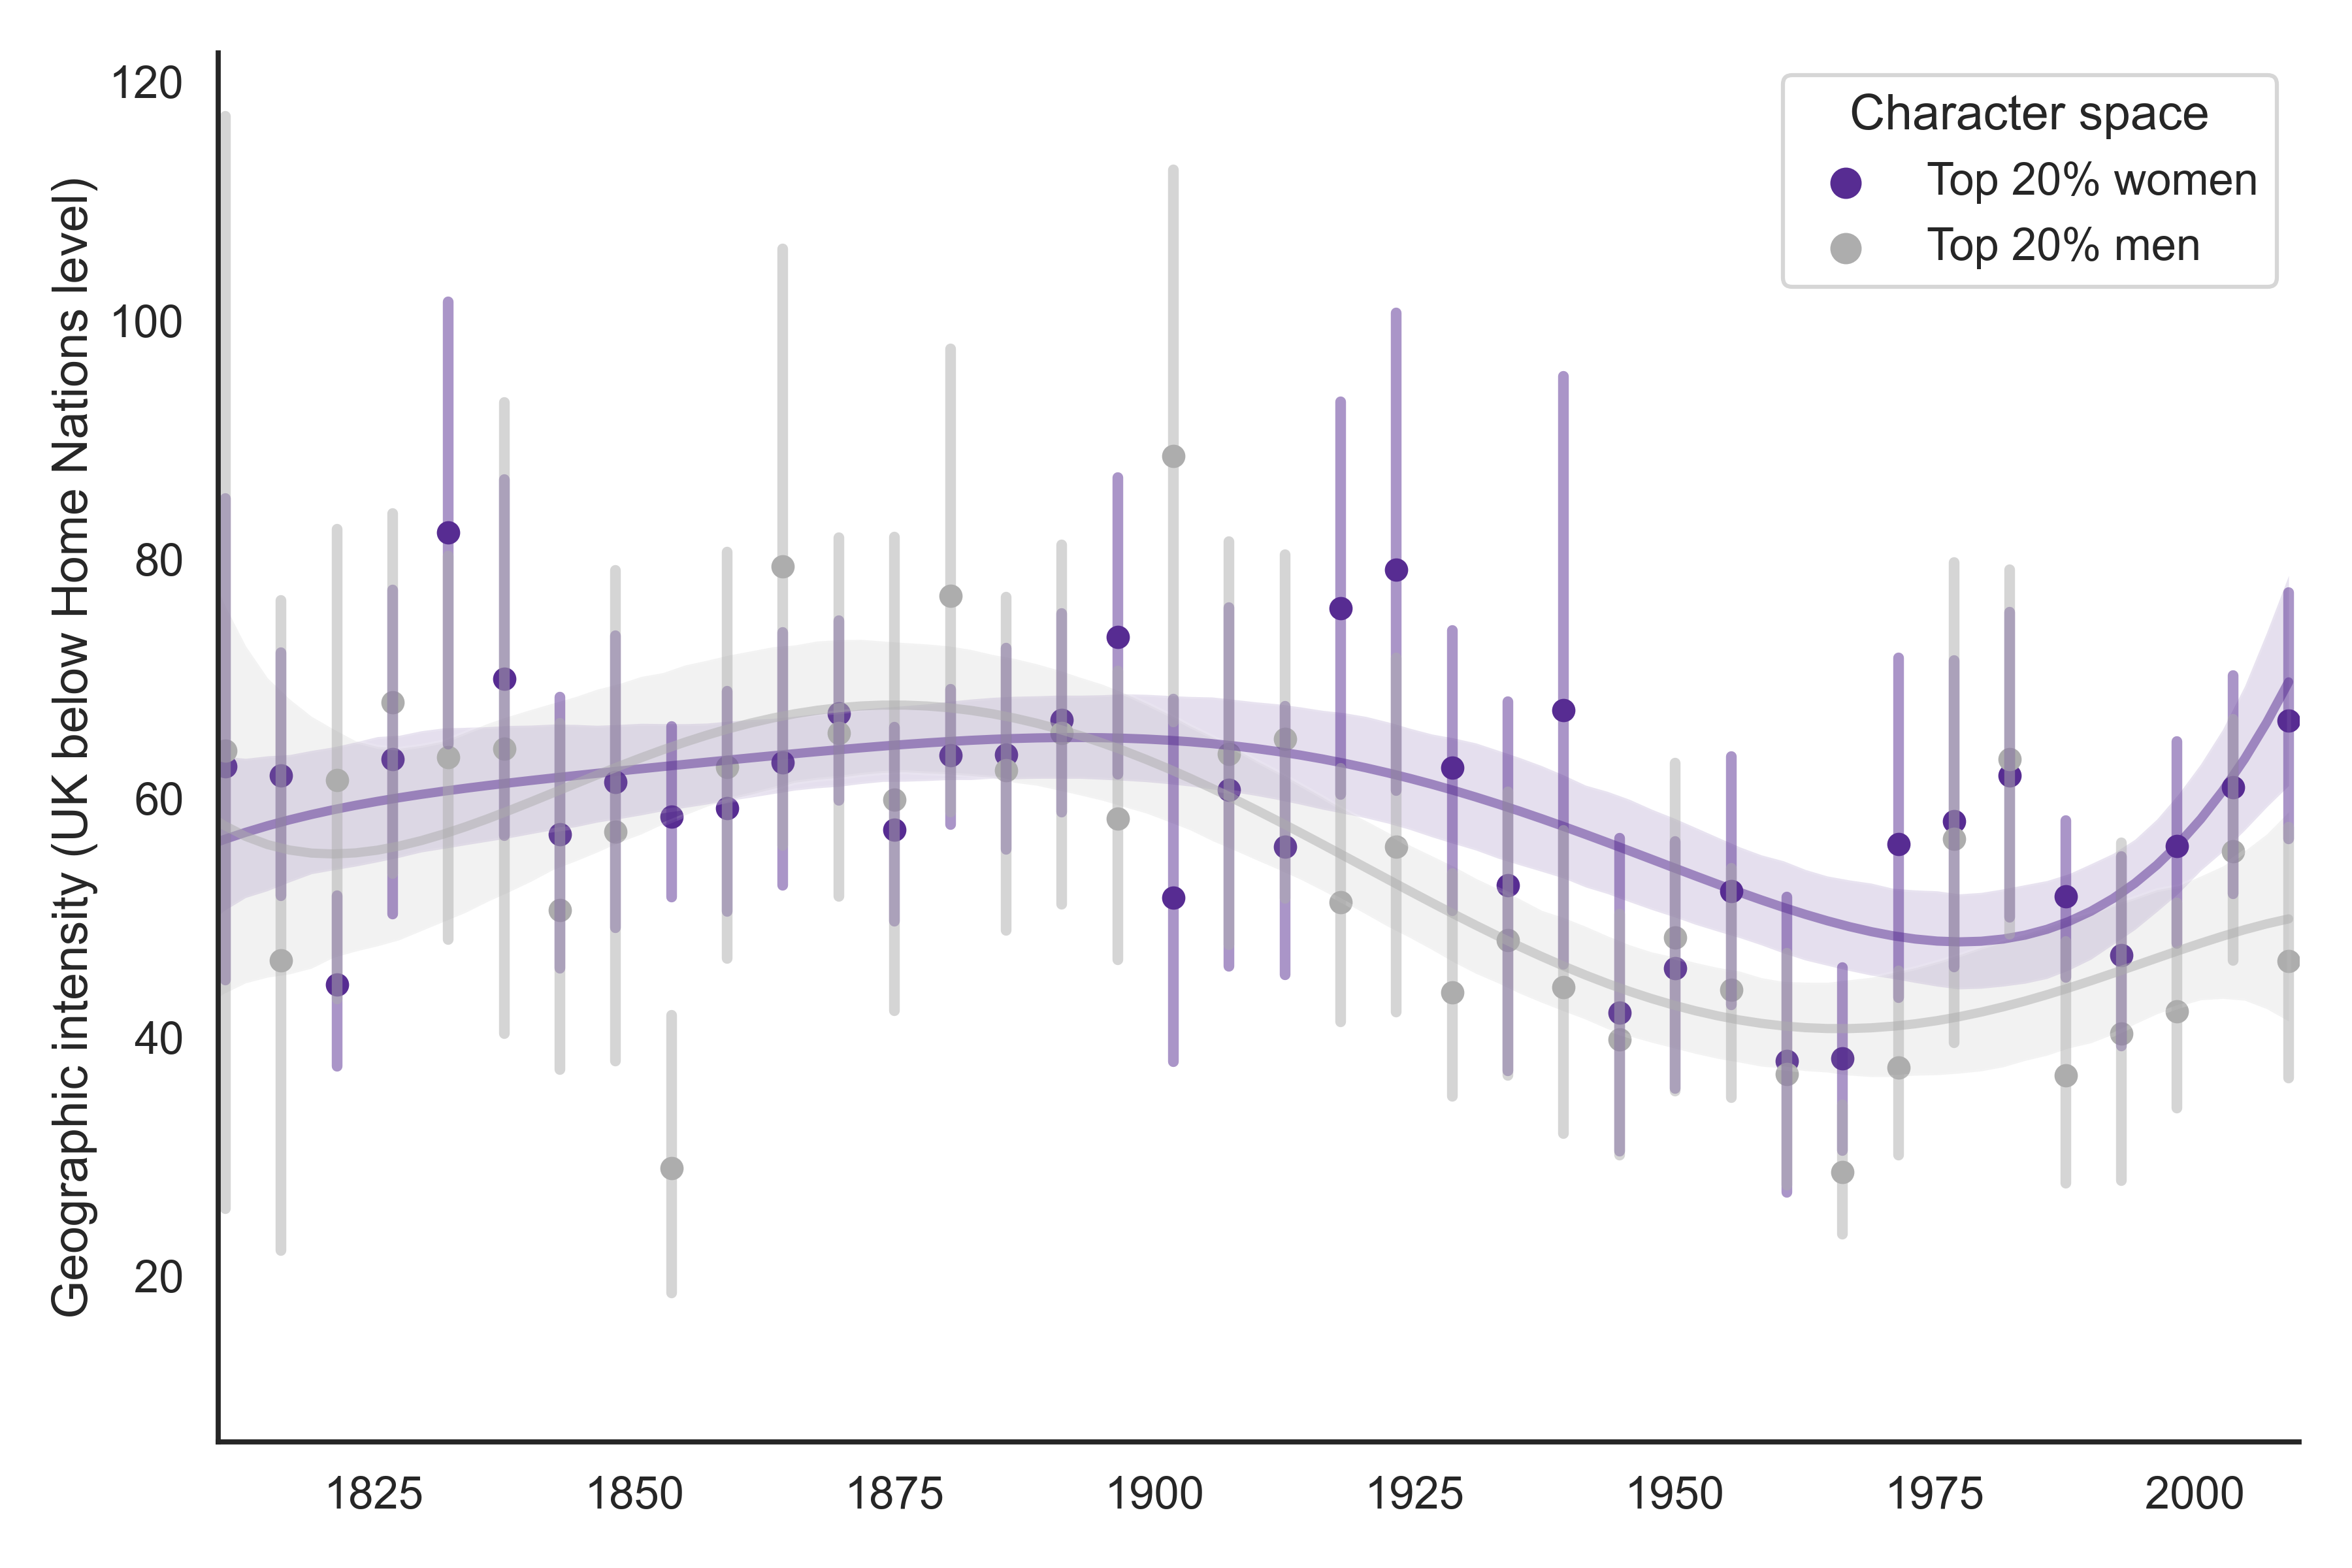 120
100
80
60
40
20
Geographic intensity (UK below Home Nations level)
Character space
Top 20% women
Top 20% men
1825 1850 1875 1900 1925 1950 1975 2000